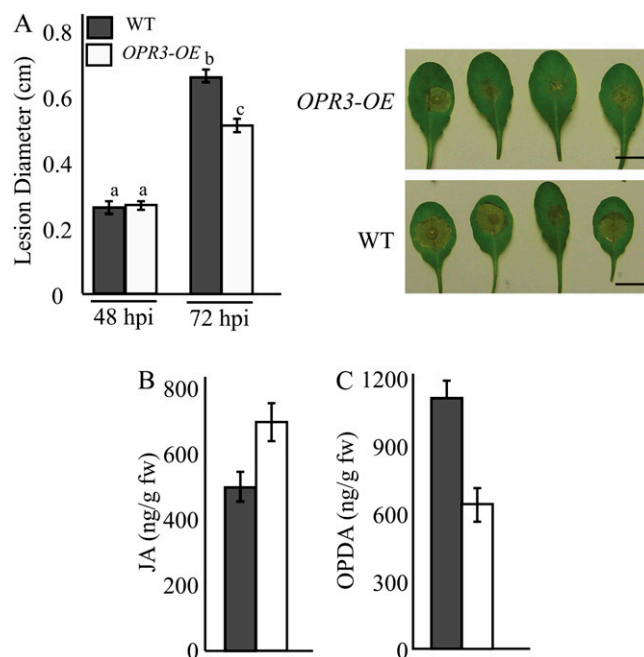 A
WT
OPR3-OE
Lesion Diameter (cm)
0.8
0.6
0.4
0.2
0
a
a
b
c
48 hpi
72 hpi
OPR3-OE
WT
B
JA (ng/g fw)
800
600
400
200
0
C
OPDA (ng/g fw)
1200
900
600
300
0